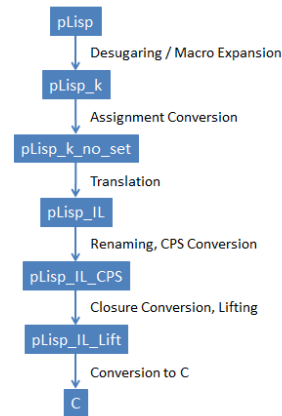 pLisp
Desugaring / Macro Expansion
pLisp_k
Assignment Conversion
pLisp_k_no_set
Translation
pLisp_IL
Renaming, CPS Conversion
pLisp_IL_CPS
Closure Conversion, Lifting
pLisp_IL_Lift
Conversion to C
C